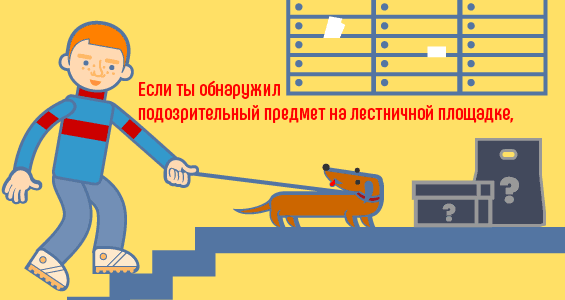 Если ты обнаружил
подозрительный предмет на лестничной площадке,
?
?